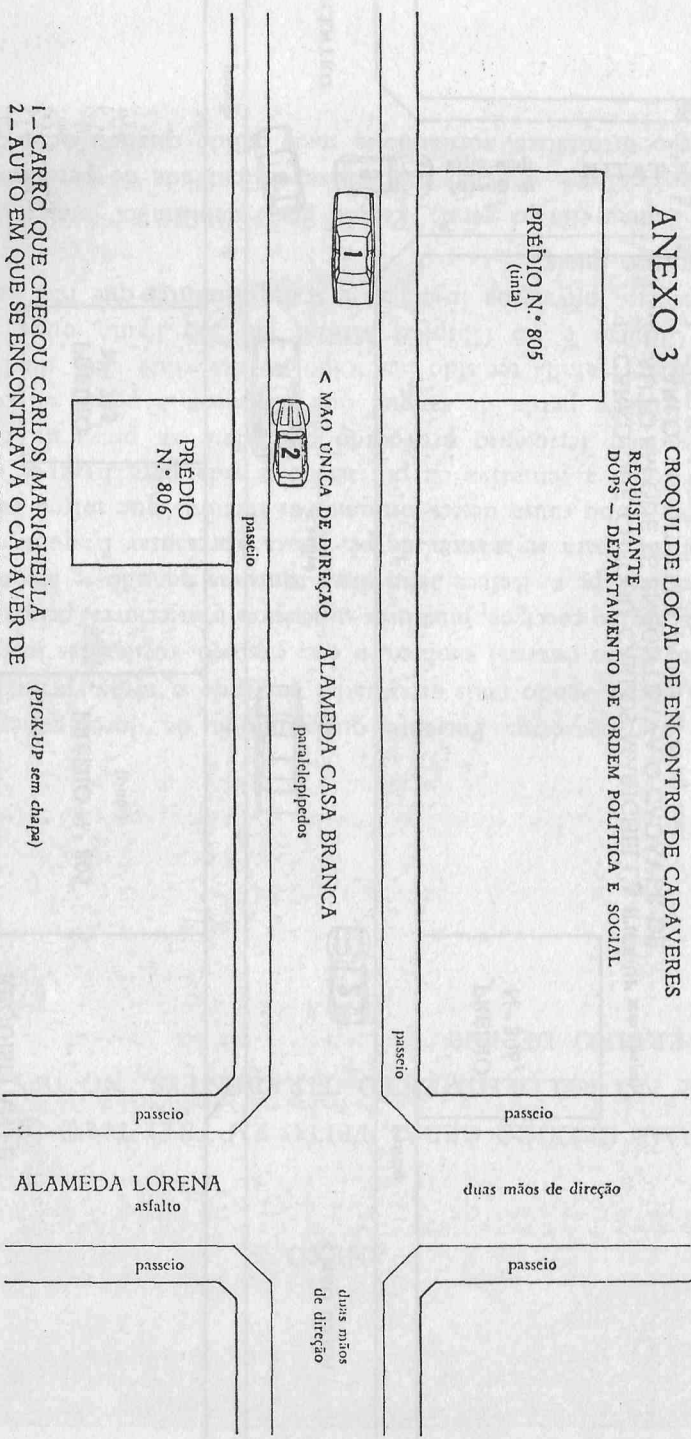 ANEXO 3
CROQUI DE LOCAL DE ENCONTRO DE CADÁVERES
REQUISITANTE
DOPS – DEPARTAMENTO DE ORDEM POLÍTICA E SOCIAL
PRÉDIO N.º 805
(tinta)
passeio
passeio
duas mãos de direção
passeio
1
< MÃO ÚNICA DE DIREÇÃO
ALAMEDA CASA BRANCA
paralelepípedos
2
duas mãos
de direção
passeio
PRÉDIO
N.º 806
passeio
ALAMEDA LORENA
asfalto
passeio
1 – CARRO QUE CHEGOU CARLOS MARIGHELLA (PICK-UP sem chapa)
2 – AUTO EM QUE SE ENCONTRAVA O CADÁVER DE